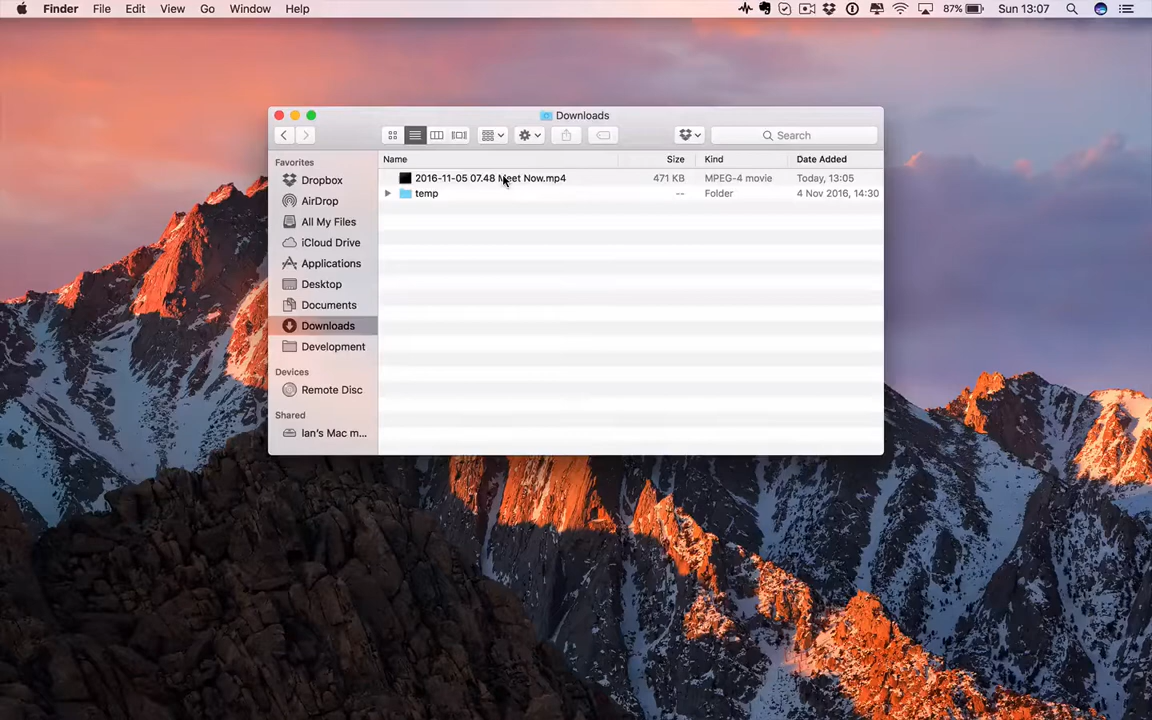 Finder File Edit View Go Window Help 87% Sun 13:07
Downloads
Search
Favorites
Dropbox
AirDrop
All My Files
iCloud Drive
Applications
Desktop
Documents
Downloads
Development
Devices
Remote Disc
Shared
Ian's Mac m...
Name Size Kind Date Added
2016-11-05 07.48 Meet Now.mp4 471 KB MPEG-4 movie Today, 13:05
temp -- Folder 4 Nov 2016, 14:30